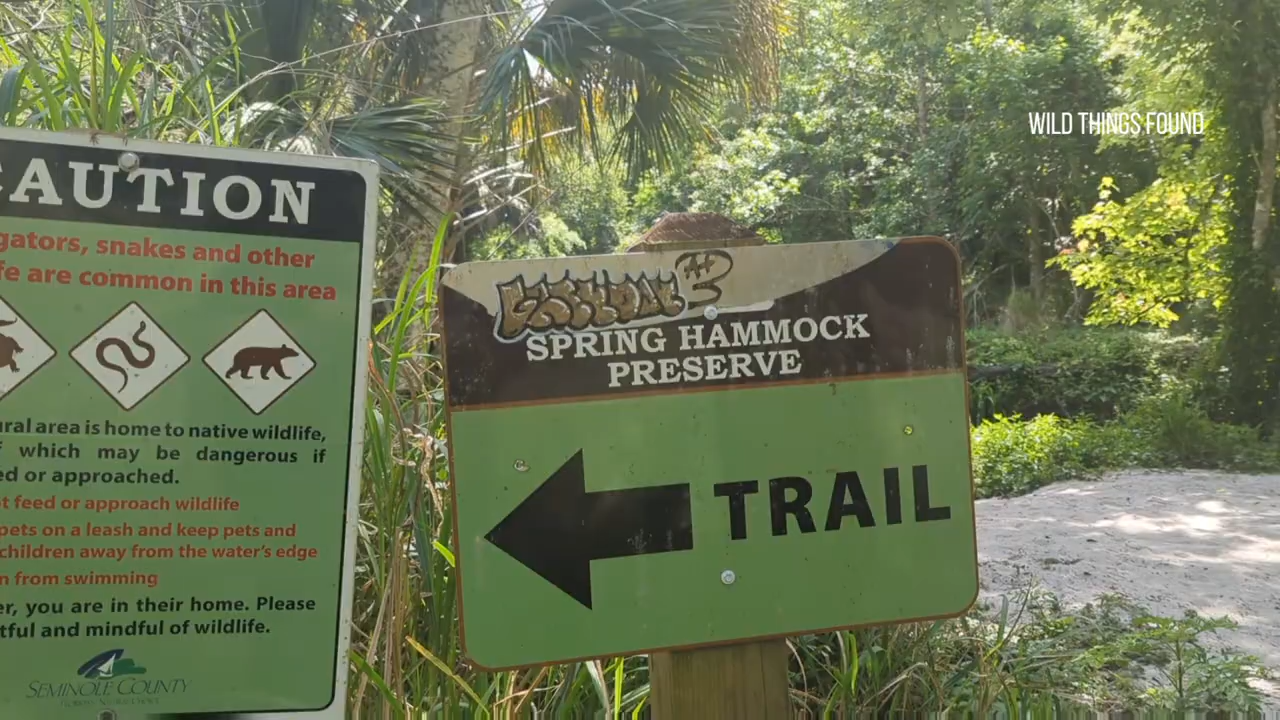 CAUTION
gators, snakes and other
fe are common in this area
ural area is home to native wildlife,
f which may be dangerous if
ed or approached.
t feed or approach wildlife
pets on a leash and keep pets and
children away from the water's edge
n from swimming
er, you are in their home. Please
tful and mindful of wildlife.
SEMINOLE COUNTY
SPRING HAMMOCK
PRESERVE
TRAIL
WILD THINGS FOUND